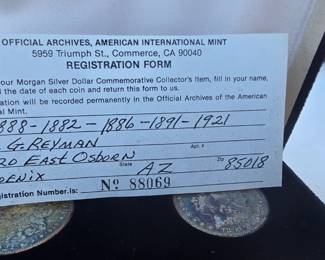 OFFICIAL ARCHIVES, AMERICAN INTERNATIONAL MINT
5959 Triumph St., Commerce, CA 90040
REGISTRATION FORM
our Morgan Silver Dollar Commemorative Collector's Item, fill in your name,
d the date of each coin and return this form to us.
ation will be recorded permanently in the Official Archives of the American
al Mint.
1888-1882-1886-1891-1921
GREYMAN
Apt. #
20 EAST OSBORN
State
Zip
OENIX AZ 85018
egistration Number.is: Nº 88069